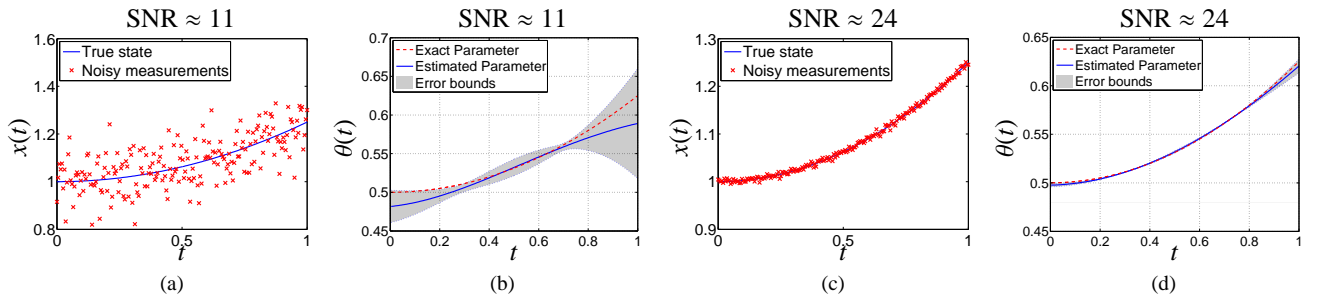 SNR ≈ 11
1.6
1.4
1.2
1
0.8
0
0.5
1
x(t)
t
True state
Noisy measurements
(a)
SNR ≈ 11
0.7
0.65
0.6
0.55
0.5
0.45
0
0.2
0.4
0.6
0.8
1
θ(t)
t
Exact Parameter
Estimated Parameter
Error bounds
(b)
SNR ≈ 24
1.3
1.2
1.1
1
0.9
0
0.5
1
x(t)
t
True state
Noisy measurements
(c)
SNR ≈ 24
0.65
0.6
0.55
0.5
0.45
0
0.2
0.4
0.6
0.8
1
θ(t)
t
Exact Parameter
Estimated Parameter
Error bounds
(d)